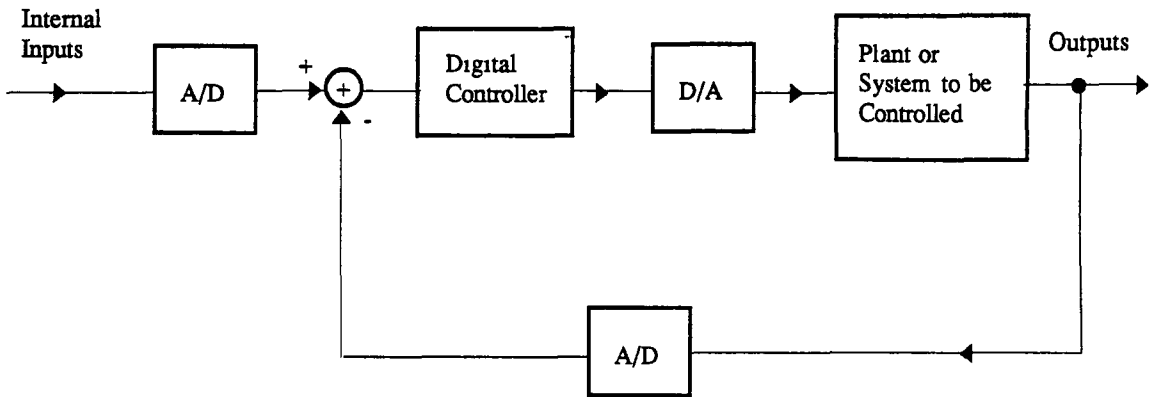 Internal
Inputs
A/D
+
+
-
Digital
Controller
D/A
Plant or
System to be
Controlled
Outputs
A/D